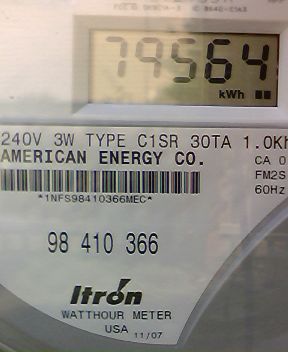 79564
kWh
240V 3W TYPE C1SR 30TA 1.0Kh
AMERICAN ENERGY CO.
CA 0
FM2S
60Hz
*1NFS98410366MEC*
98 410 366
Itron
WATTHOUR METER
USA 11/07